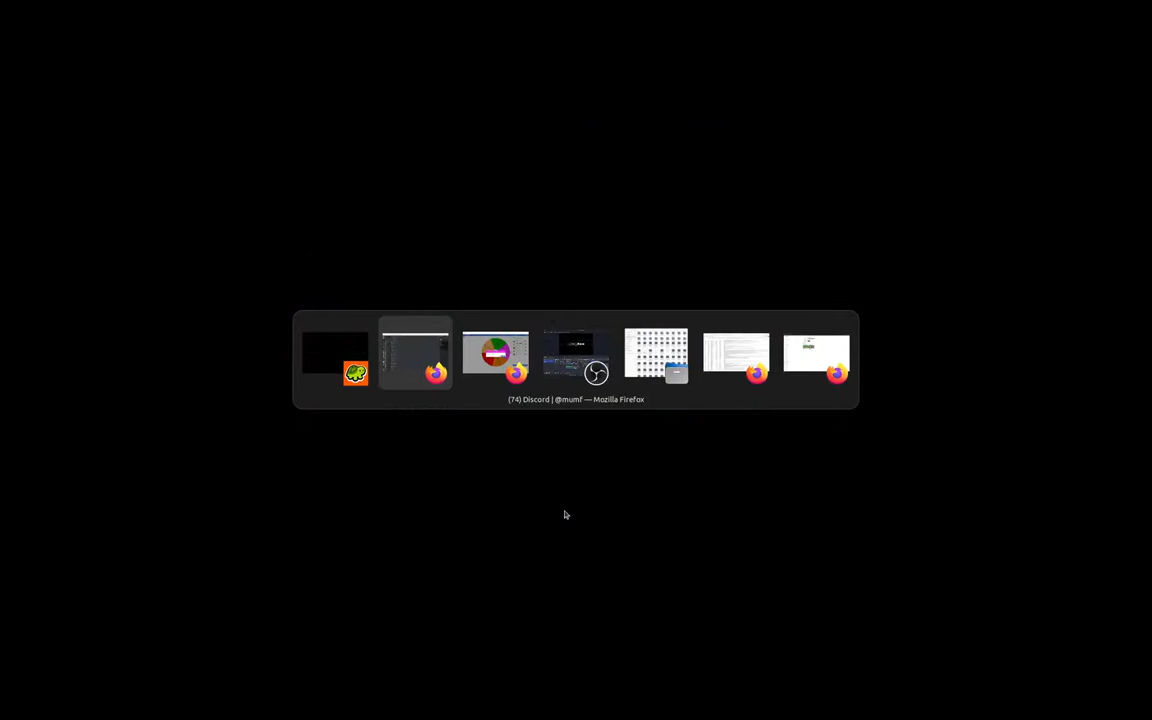 (74) Discord | @mumf — Mozilla Firefox